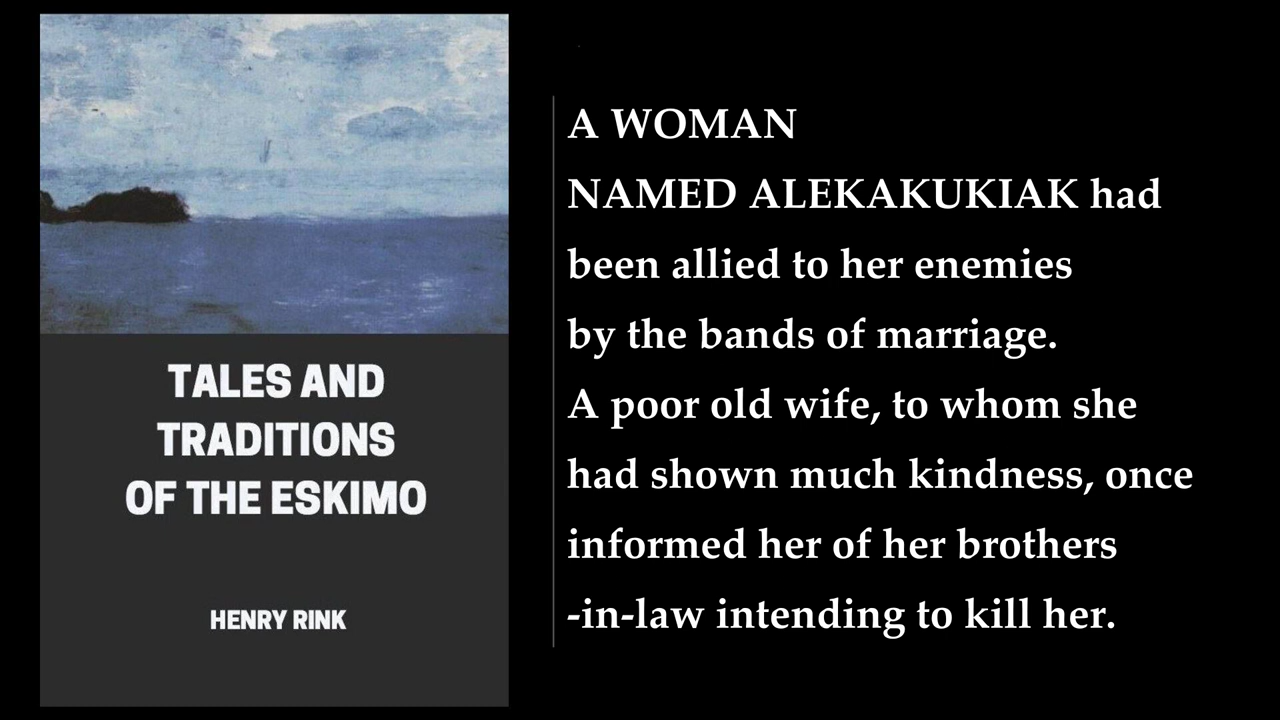 TALES AND
TRADITIONS
OF THE ESKIMO
HENRY RINK
A WOMAN
NAMED ALEKAKUKIAK had
been allied to her enemies
by the bands of marriage.
A poor old wife, to whom she
had shown much kindness, once
informed her of her brothers
-in-law intending to kill her.